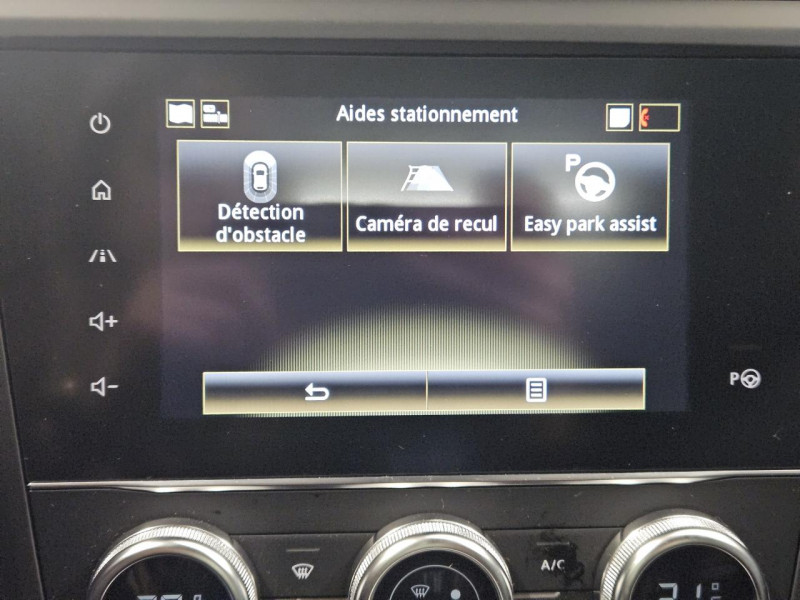 Aides stationnement
Détection
d'obstacle
Caméra de recul
Easy park assist
P
P
A/C